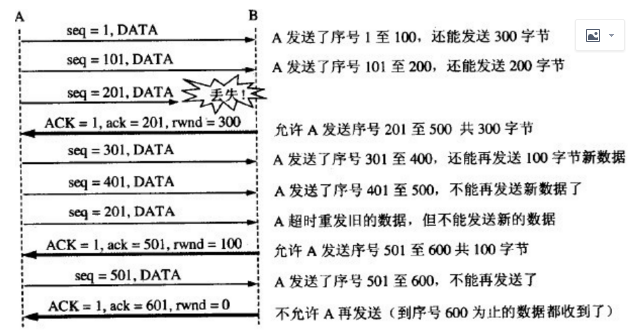 A B
seq = 1, DATA A 发送了序号 1 至 100，还能发送 300 字节
seq = 101, DATA A 发送了序号 101 至 200，还能发送 200 字节
seq = 201, DATA 丢失！
ACK = 1, ack = 201, rwnd = 300 允许 A 发送序号 201 至 500 共 300 字节
seq = 301, DATA A 发送了序号 301 至 400，还能再发送 100 字节新数据
seq = 401, DATA A 发送了序号 401 至 500，不能再发送新数据了
seq = 201, DATA A 超时重发旧的数据，但不能发送新的数据
ACK = 1, ack = 501, rwnd = 100 允许 A 发送序号 501 至 600 共 100 字节
seq = 501, DATA A 发送了序号 501 至 600，不能再发送了
ACK = 1, ack = 601, rwnd = 0 不允许 A 再发送（到序号 600 为止的数据都收到了）